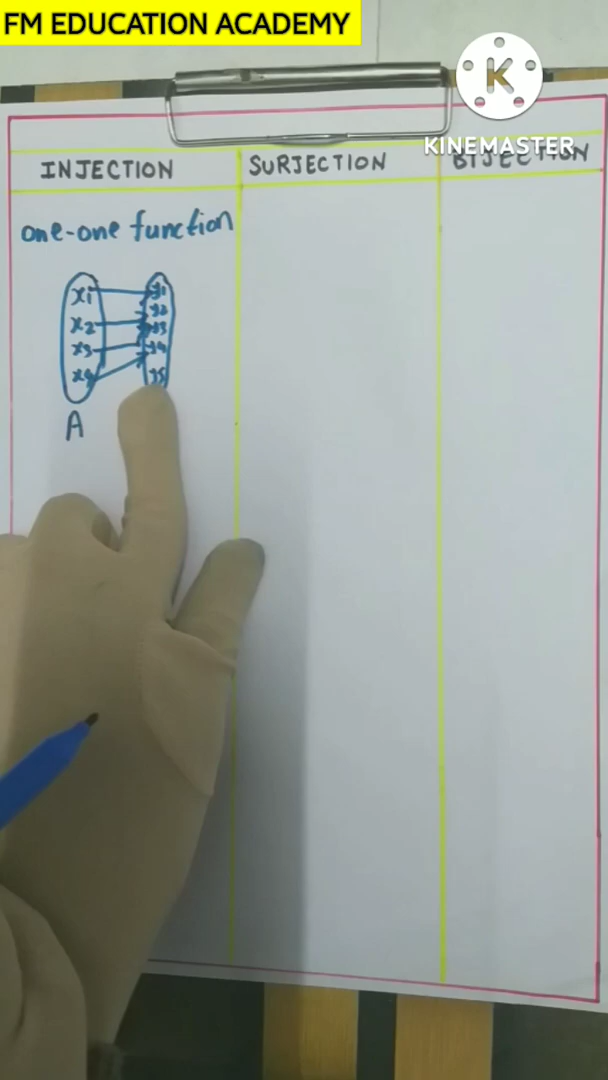 FM EDUCATION ACADEMY
K
KINEMASTER
INJECTION
SURJECTION
BIJECTION
one-one function
x1
x2
x3
x4
y1
y2
y3
y4
y5
A